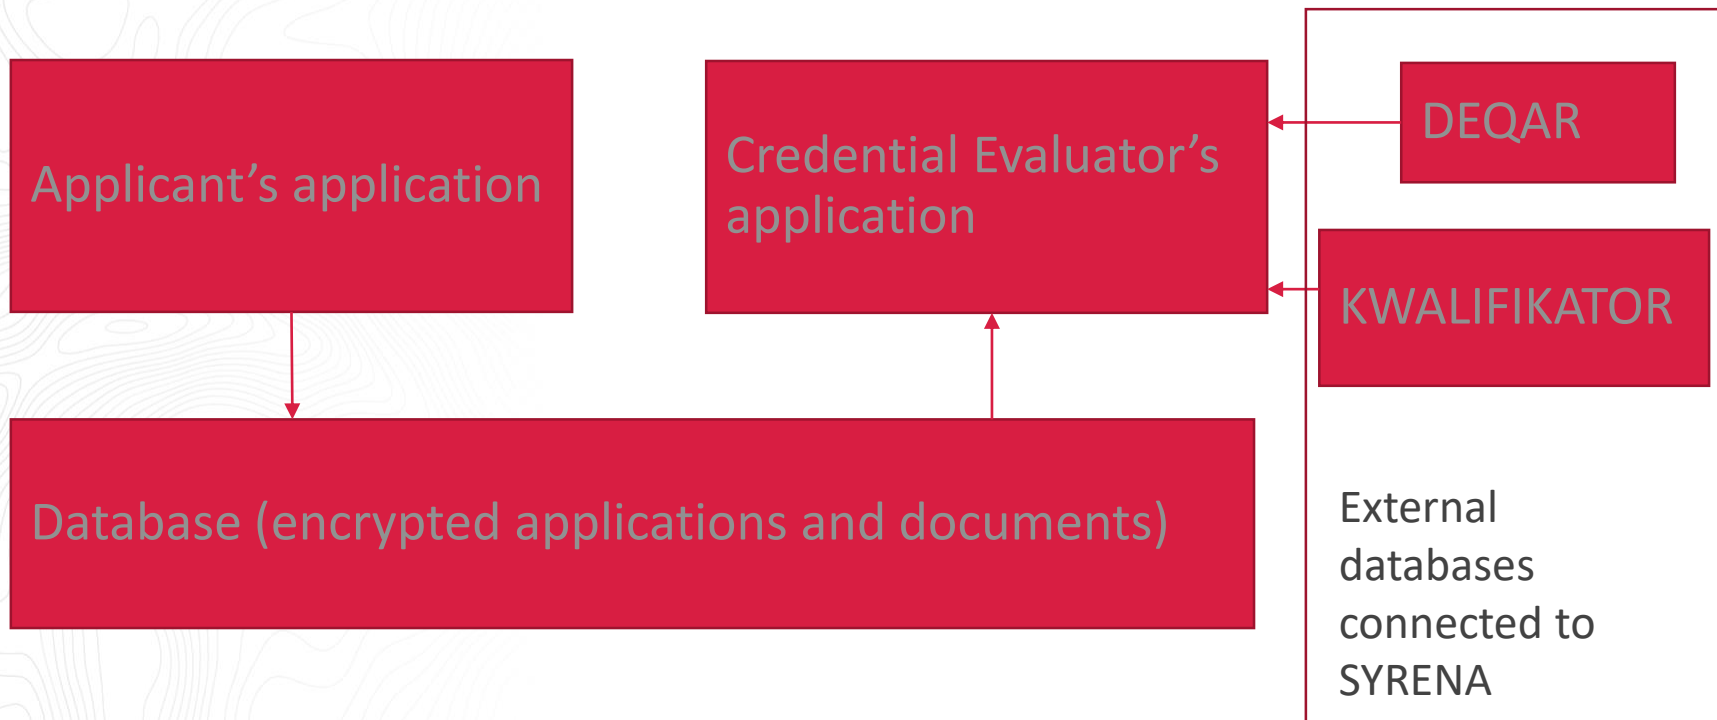 Applicant’s application
Credential Evaluator’s
application
DEQAR
KWALIFIKATOR
Database (encrypted applications and documents)
External
databases
connected to
SYRENA